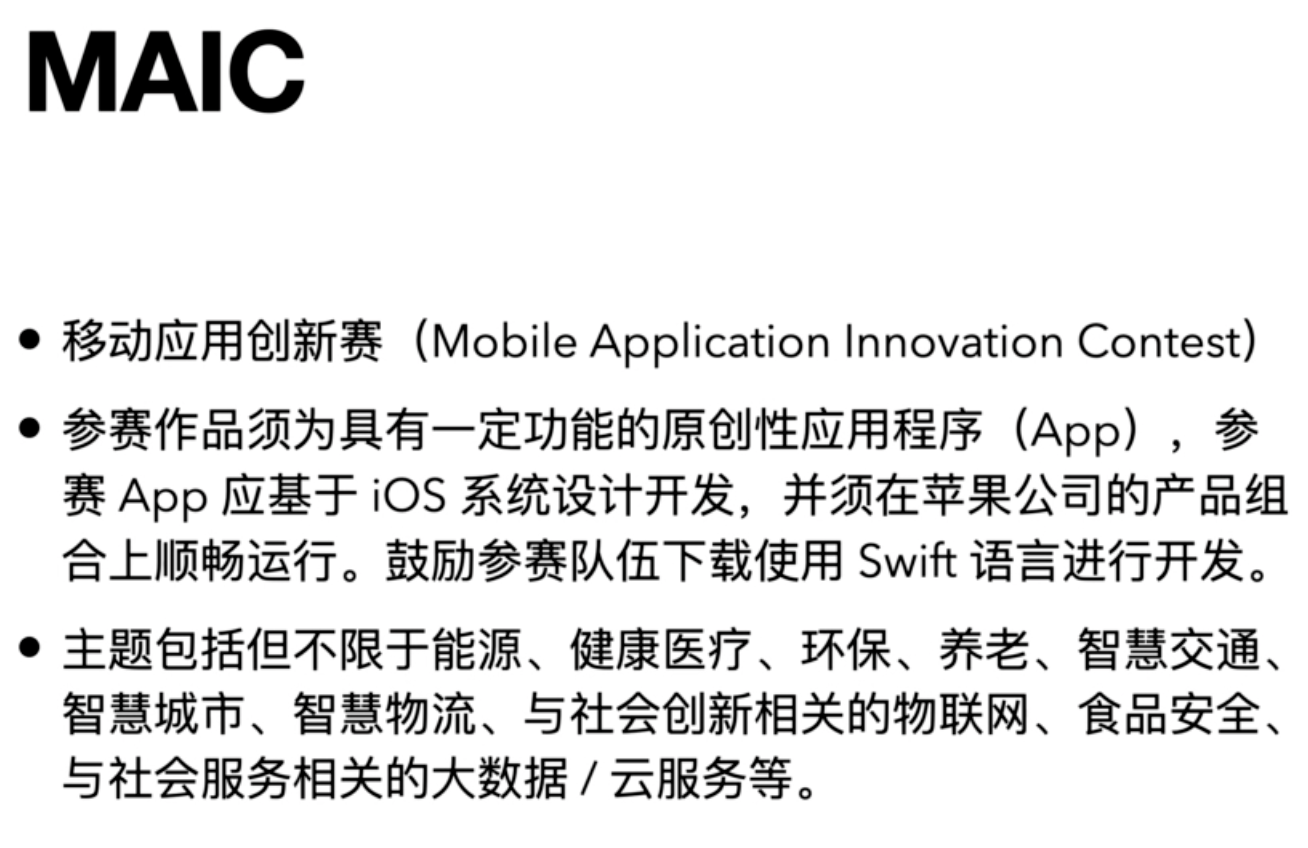 MAIC
• 移动应用创新赛（Mobile Application Innovation Contest）
• 参赛作品须为具有一定功能的原创性应用程序（App），参
赛 App 应基于 iOS 系统设计开发，并须在苹果公司的产品组
合上顺畅运行。鼓励参赛队伍下载使用 Swift 语言进行开发。
• 主题包括但不限于能源、健康医疗、环保、养老、智慧交通、
智慧城市、智慧物流、与社会创新相关的物联网、食品安全、
与社会服务相关的大数据 / 云服务等。